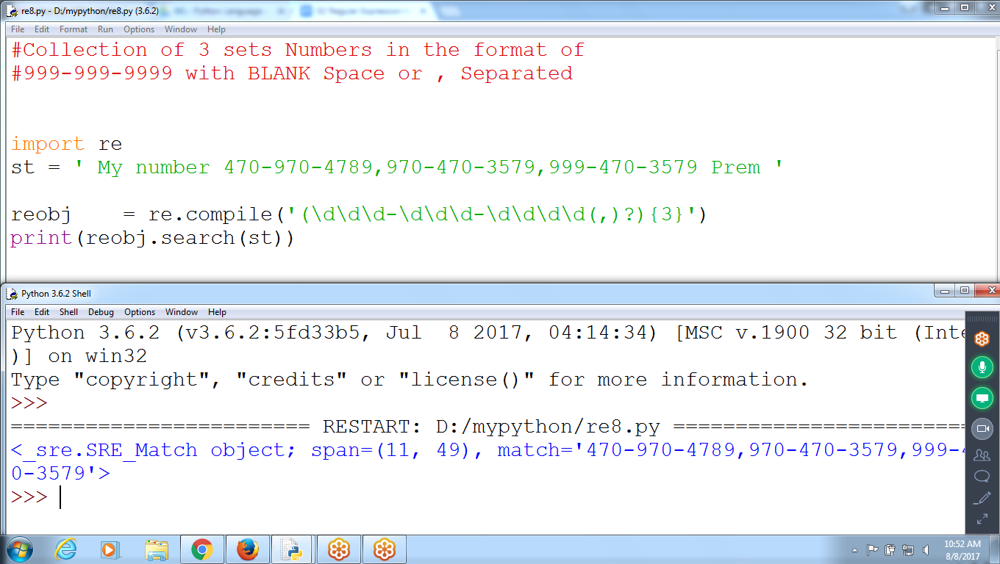 re8.py - D:/mypython/re8.py (3.6.2)
File Edit Format Run Options Window Help
#Collection of 3 sets Numbers in the format of
#999-999-9999 with BLANK Space or , Separated
import re
st = ' My number 470-970-4789,970-470-3579,999-470-3579 Prem '
reobj    = re.compile('(\d\d\d-\d\d\d-\d\d\d\d(,)?){3}')
print(reobj.search(st))
Python 3.6.2 Shell
File Edit Shell Debug Options Window Help
Python 3.6.2 (v3.6.2:5fd33b5, Jul  8 2017, 04:14:34) [MSC v.1900 32 bit (Inte
)] on win32
Type "copyright", "credits" or "license()" for more information.
>>>
======================== RESTART: D:/mypython/re8.py ========================
<_sre.SRE_Match object; span=(11, 49), match='470-970-4789,970-470-3579,999-4
0-3579'>
>>>
10:52 AM
8/8/2017